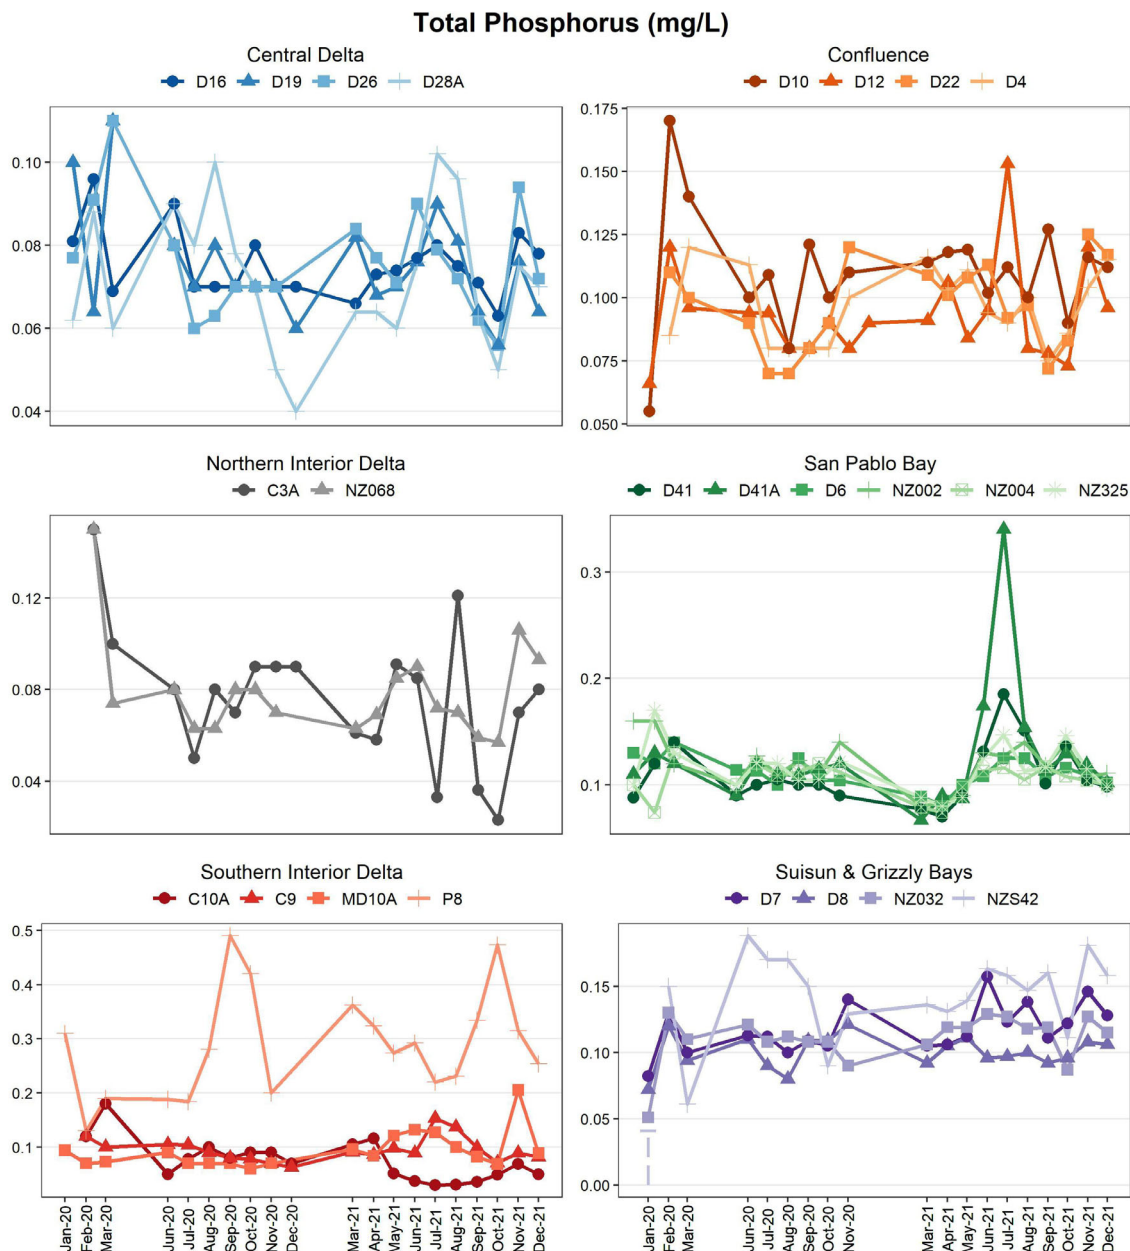 Total Phosphorus (mg/L)
Central Delta
D16 D19 D26 D28A
0.10
0.08
0.06
0.04
Confluence
D10 D12 D22 D4
0.175
0.150
0.125
0.100
0.075
0.050
Northern Interior Delta
C3A NZ068
0.12
0.08
0.04
San Pablo Bay
D41 D41A D6 NZ002 NZ004 NZ325
0.3
0.2
0.1
Southern Interior Delta
C10A C9 MD10A P8
0.5
0.4
0.3
0.2
0.1
Jan-20
Feb-20
Mar-20
Jun-20
Jul-20
Aug-20
Sep-20
Oct-20
Nov-20
Dec-20
Mar-21
Apr-21
May-21
Jun-21
Jul-21
Aug-21
Sep-21
Oct-21
Nov-21
Dec-21
Suisun & Grizzly Bays
D7 D8 NZ032 NZS42
0.15
0.10
0.05
0.00
Jan-20
Feb-20
Mar-20
Jun-20
Jul-20
Aug-20
Sep-20
Oct-20
Nov-20
Mar-21
Apr-21
May-21
Jun-21
Jul-21
Aug-21
Sep-21
Oct-21
Nov-21
Dec-21